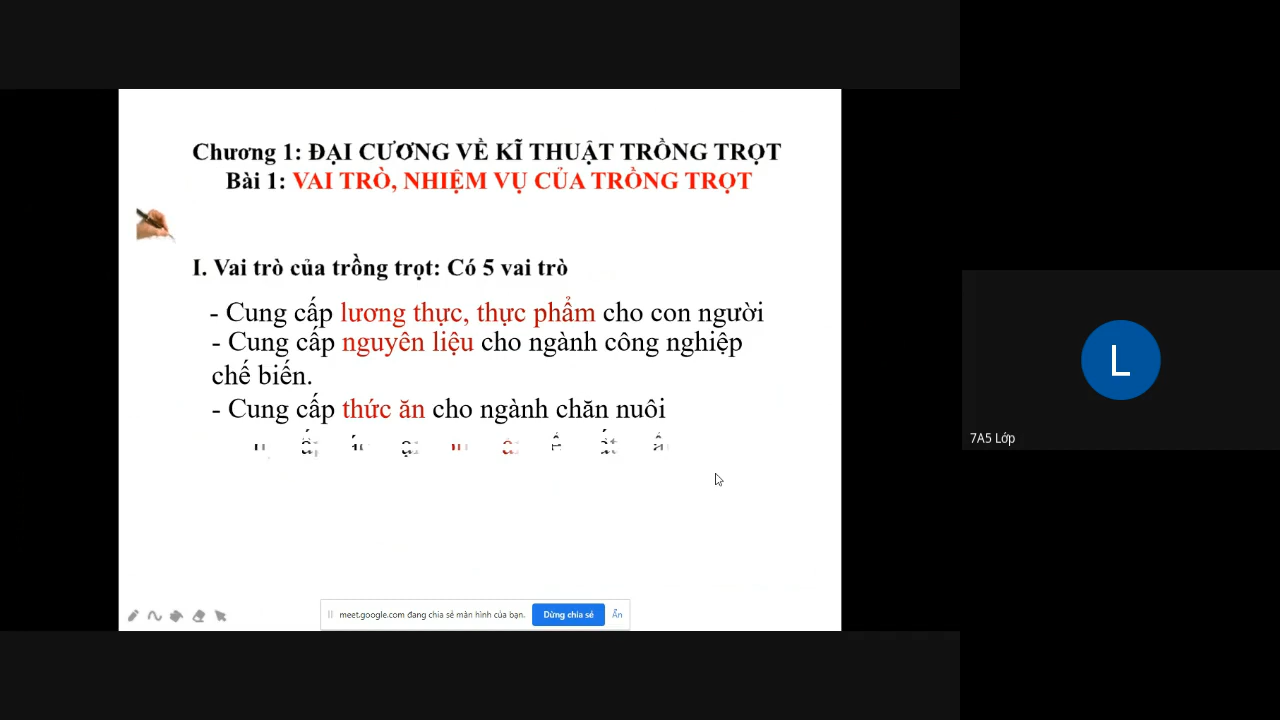 Chương 1: ĐẠI CƯƠNG VỀ KĨ THUẬT TRỒNG TRỌT
Bài 1: VAI TRÒ, NHIỆM VỤ CỦA TRỒNG TRỌT
I. Vai trò của trồng trọt: Có 5 vai trò
- Cung cấp lương thực, thực phẩm cho con người
- Cung cấp nguyên liệu cho ngành công nghiệp
chế biến.
- Cung cấp thức ăn cho ngành chăn nuôi
meet.google.com đang chia sẻ màn hình của bạn. Dừng chia sẻ Ẩn
L
7A5 Lớp